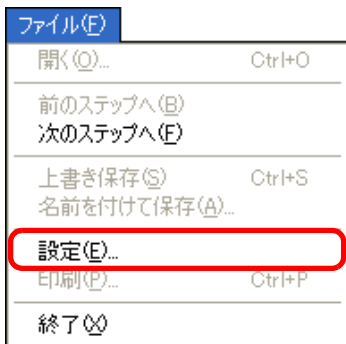 ファイル(F)
開く(O)... Ctrl+O
前のステップへ(B)
次のステップへ(F)
上書き保存(S) Ctrl+S
名前を付けて保存(A)...
設定(E)...
印刷(P)... Ctrl+P
終了(X)